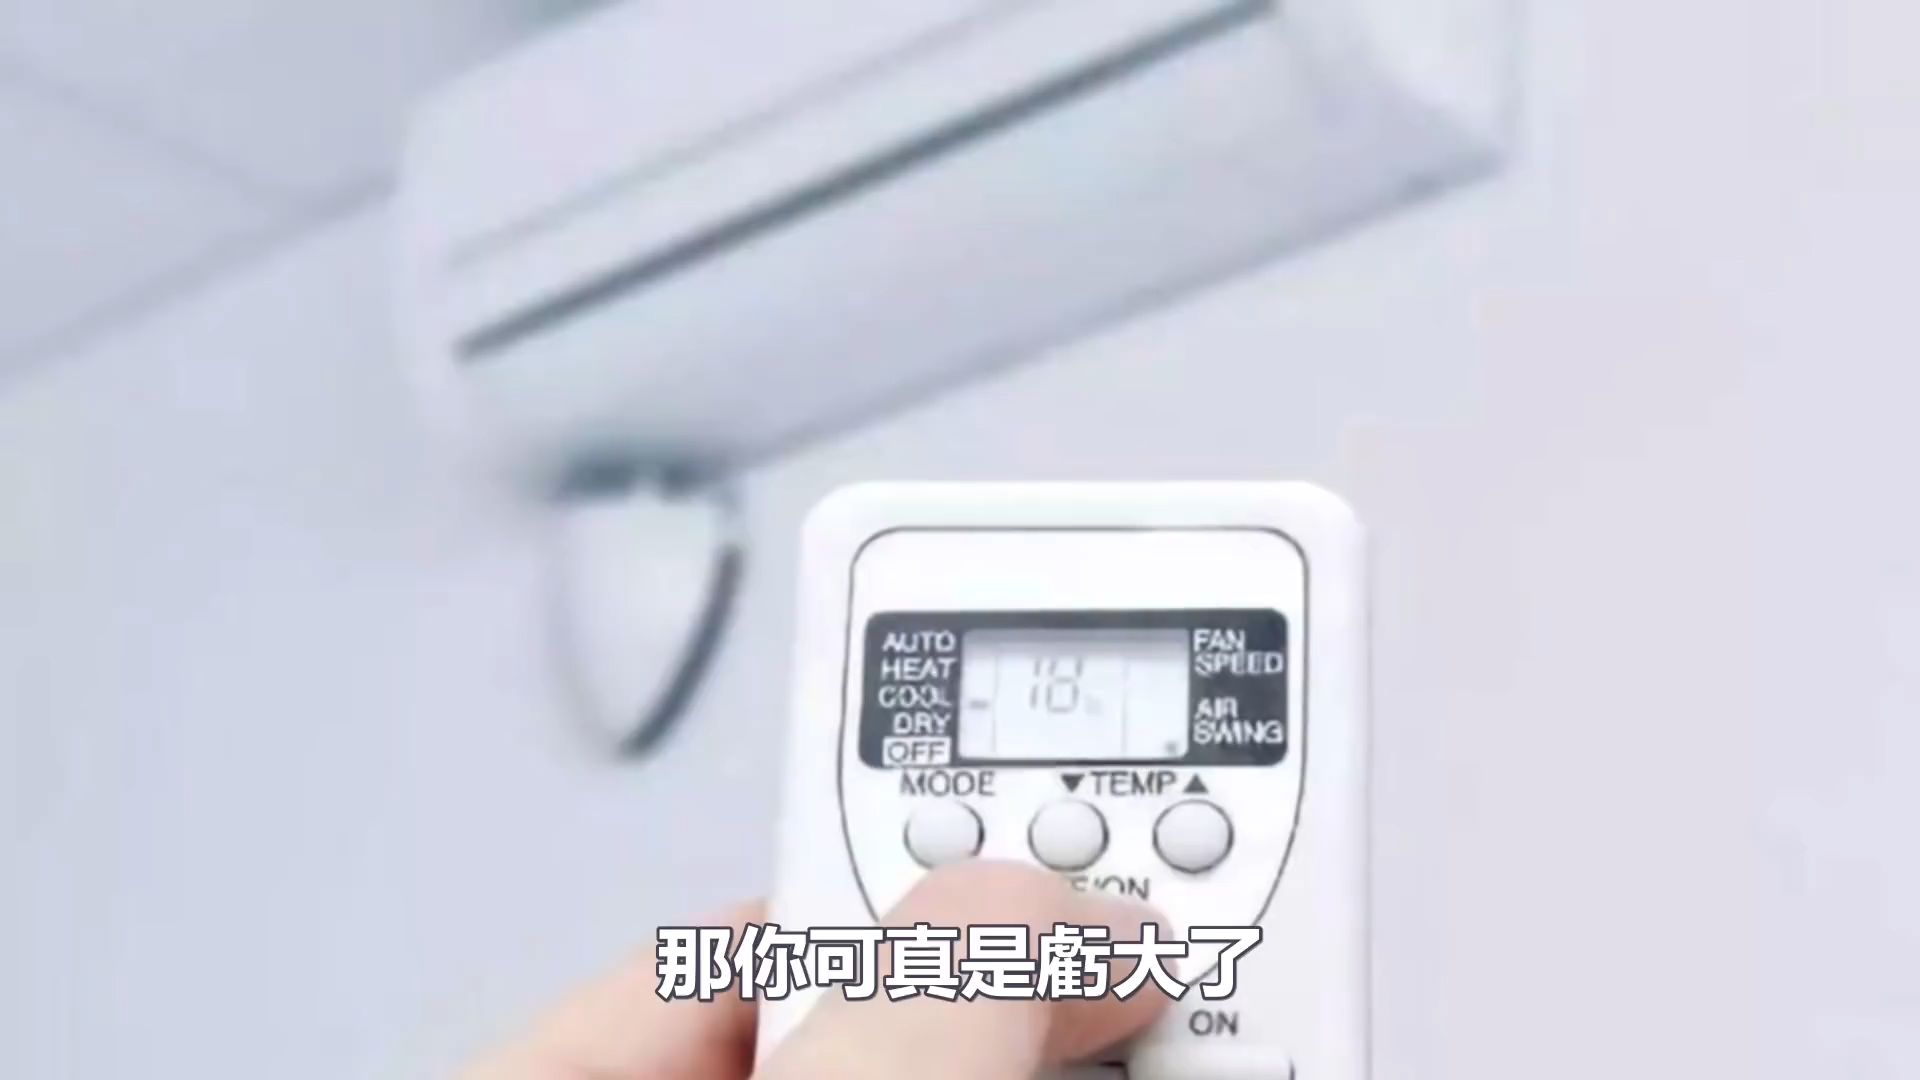 AUTO
HEAT
COOL
DRY
OFF
18
FAN
SPEED
AIR
SWING
MODE
▼TEMP▲
/ON
那你可真是虧大了
ON